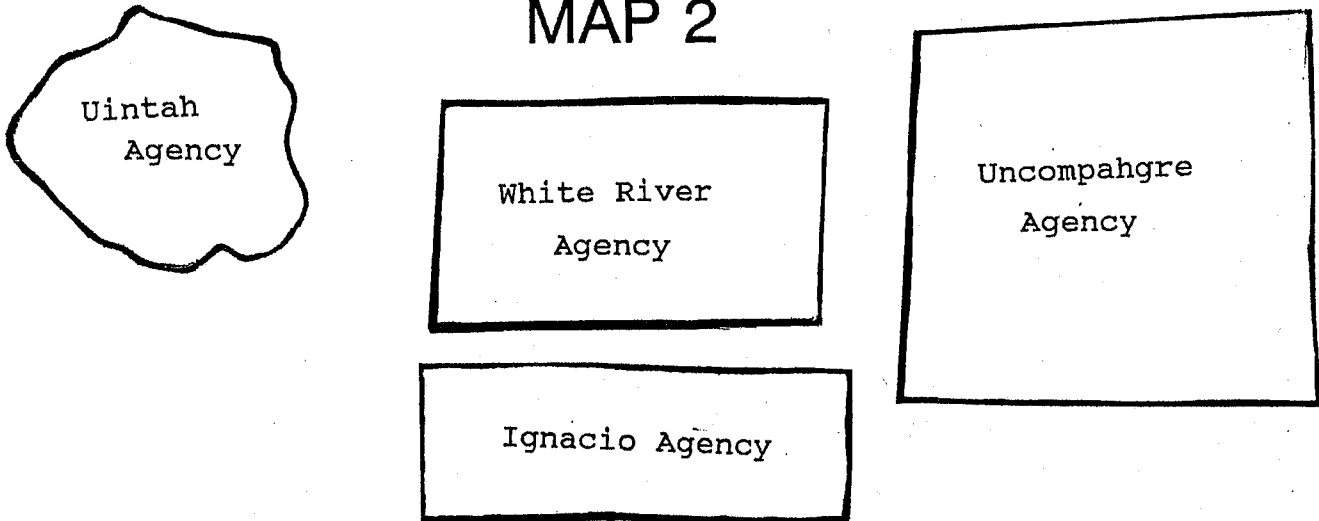 MAP 2
Uintah
Agency
White River
Agency
Uncompahgre
Agency
Ignacio Agency